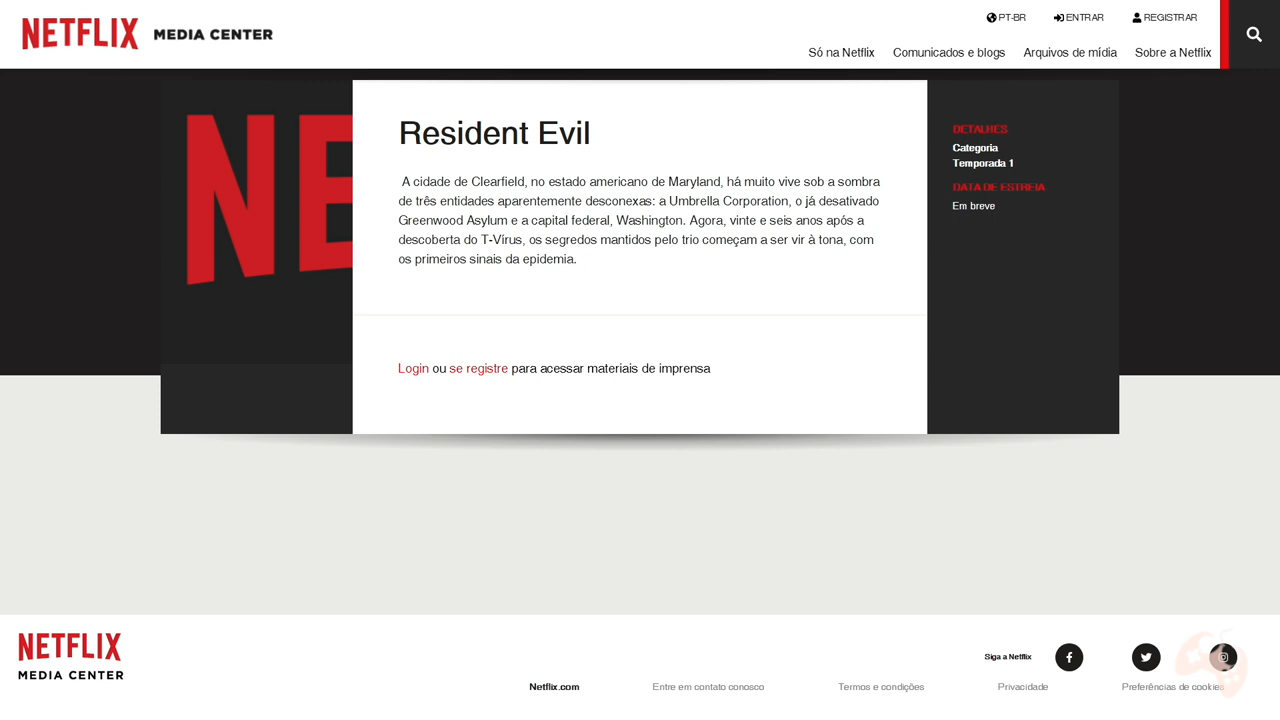 NETFLIX MEDIA CENTER
PT-BR ENTRAR REGISTRAR
Só na Netflix Comunicados e blogs Arquivos de mídia Sobre a Netflix
NE
Resident Evil
A cidade de Clearfield, no estado americano de Maryland, há muito vive sob a sombra
de três entidades aparentemente desconexas: a Umbrella Corporation, o já desativado
Greenwood Asylum e a capital federal, Washington. Agora, vinte e seis anos após a
descoberta do T-Vírus, os segredos mantidos pelo trio começam a ser vir à tona, com
os primeiros sinais da epidemia.
Login ou se registre para acessar materiais de imprensa
DETALHES
Categoria
Temporada 1
DATA DE ESTREIA
Em breve
NETFLIX
MEDIA CENTER
Siga a Netflix
Netflix.com Entre em contato conosco Termos e condições Privacidade Preferências de cookies